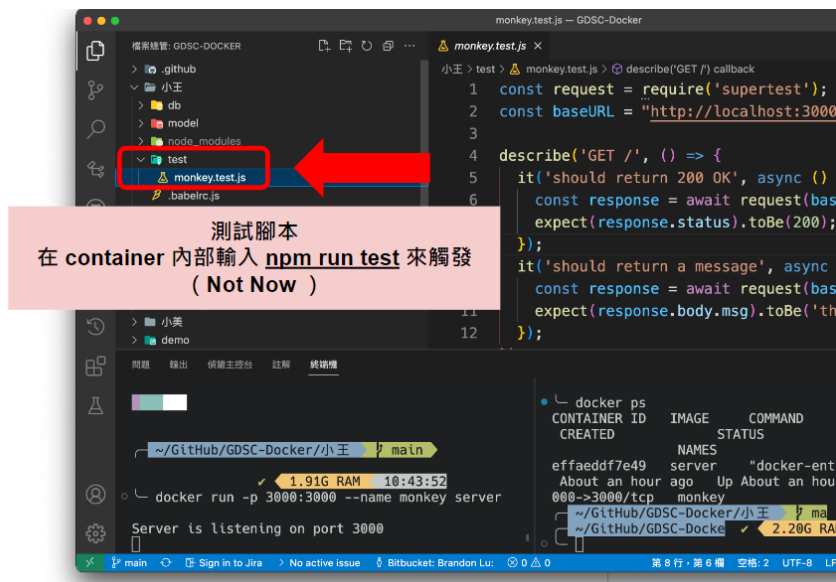 monkey.test.js — GDSC-Docker
檔案總管: GDSC-DOCKER
.github
小王
db
model
node_modules
test
monkey.test.js
.babelrc.js
小美
demo
monkey.test.js ×
小王 > test > monkey.test.js > describe('GET /') callback
1 const request = require('supertest');
2 const baseURL = "http://localhost:3000
3
4 describe('GET /', () => {
5 it('should return 200 OK', async ()
6 const response = await request(bas
expect(response.status).toBe(200);
});
it('should return a message', async
const response = await request(bas
11 expect(response.body.msg).toBe('th
12 });
測試腳本
在 container 內部輸入 npm run test 來觸發
( Not Now )
問題 輸出 偵錯主控台 註解 終端機
~/GitHub/GDSC-Docker/小王 main
✔ 1.91G RAM 10:43:52
docker run -p 3000:3000 --name monkey server
Server is listening on port 3000
docker ps
CONTAINER ID IMAGE COMMAND
CREATED STATUS
NAMES
effaeddf7e49 server "docker-ent
About an hour ago Up About an hou
000->3000/tcp monkey
~/GitHub/GDSC-Docker/小王 ma
~/GitHub/GDSC-Docke ✔ 2.20G RA
main Sign in to Jira No active issue Bitbucket: Brandon Lu: 0 0 第 8 行，第 6 欄 空格: 2 UTF-8 LF